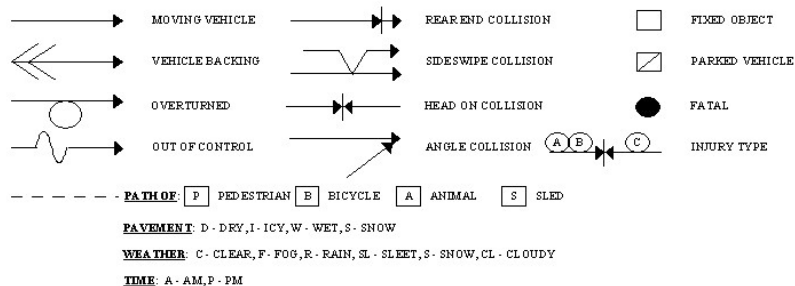 MOVING VEHICLE REAR END COLLISION FIXED OBJECT
VEHICLE BACKING SIDESWIPE COLLISION PARKED VEHICLE
OVERTURNED HEAD ON COLLISION FATAL
OUT OF CONTROL ANGLE COLLISION A B C INJURY TYPE
PATH OF: P PEDESTRIAN B BICYCLE A ANIMAL S SLED
PAVEMENT: D - DRY, I - ICY, W - WET, S - SNOW
WEATHER: C - CLEAR, F - FOG, R - RAIN, SL - SLEET, S - SNOW, CL - CLOUDY
TIME: A - AM, P - PM